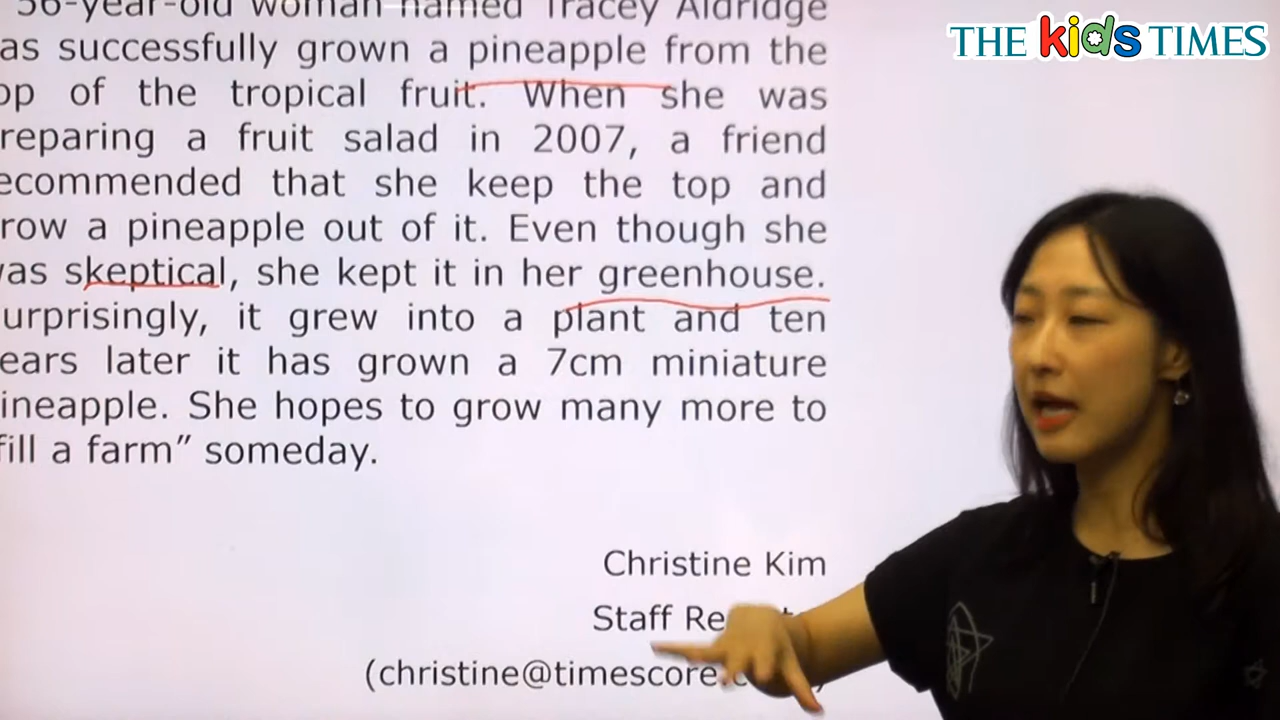 THE kids TIMES
56-year-old woman named Tracey Aldridge
as successfully grown a pineapple from the
op of the tropical fruit. When she was
reparing a fruit salad in 2007, a friend
ecommended that she keep the top and
row a pineapple out of it. Even though she
was skeptical, she kept it in her greenhouse.
urprisingly, it grew into a plant and ten
ears later it has grown a 7cm miniature
ineapple. She hopes to grow many more to
fill a farm” someday.
Christine Kim
Staff Re
(christine@timescore.